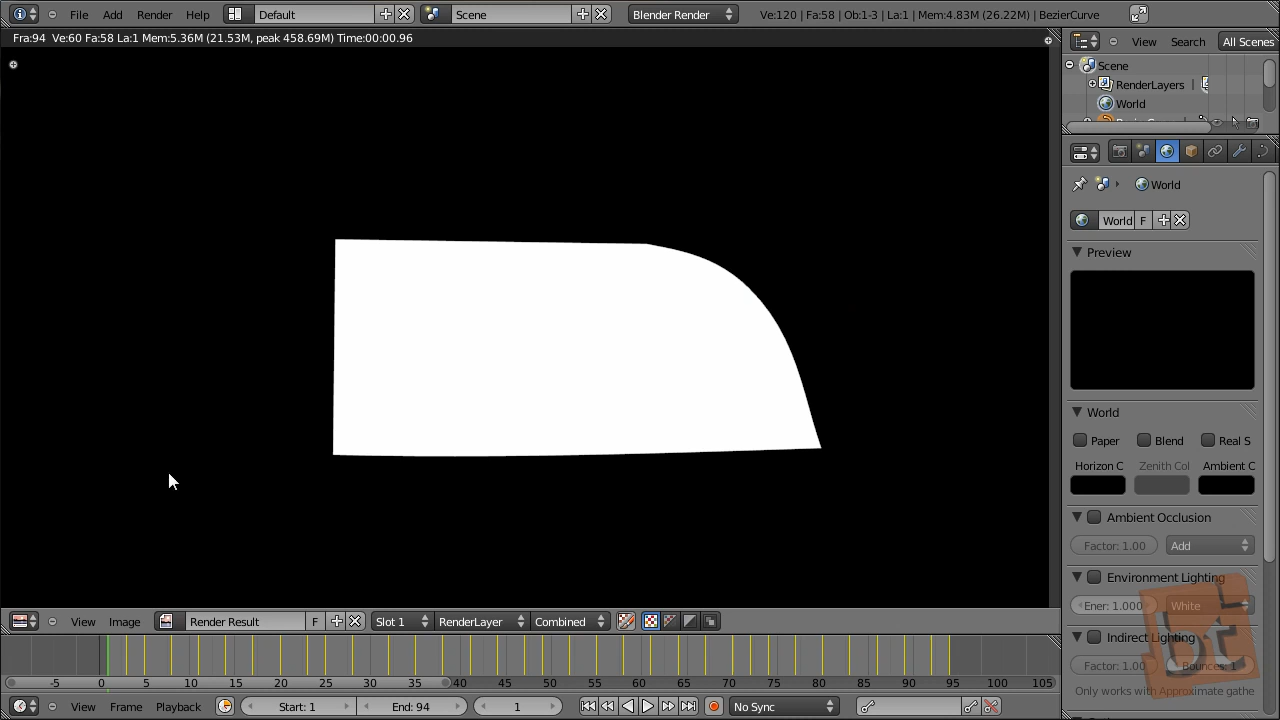 File Add Render Help Default Scene Blender Render Ve:120 | Fa:58 | Ob:1-3 | La:1 | Mem:4.83M (26.22M) | BezierCurve
Fra:94 Ve:60 Fa:58 La:1 Mem:5.36M (21.53M, peak 458.69M) Time:00:00.96
View Search All Scenes
Scene
RenderLayers |
World
World
World F
Preview
World
Paper Blend Real S
Horizon C Zenith Col Ambient C
Ambient Occlusion
Factor: 1.00 Add
Environment Lighting
Ener: 1.000 White
Indirect Lighting
Factor: 1.00 Bounces: 1
Only works with Approximate gathe
bt
View Image Render Result F Slot 1 RenderLayer Combined
-5 0 5 10 15 20 25 30 35 40 45 50 55 60 65 70 75 80 85 90 95 100 105
View Frame Playback Start: 1 End: 94 1 No Sync